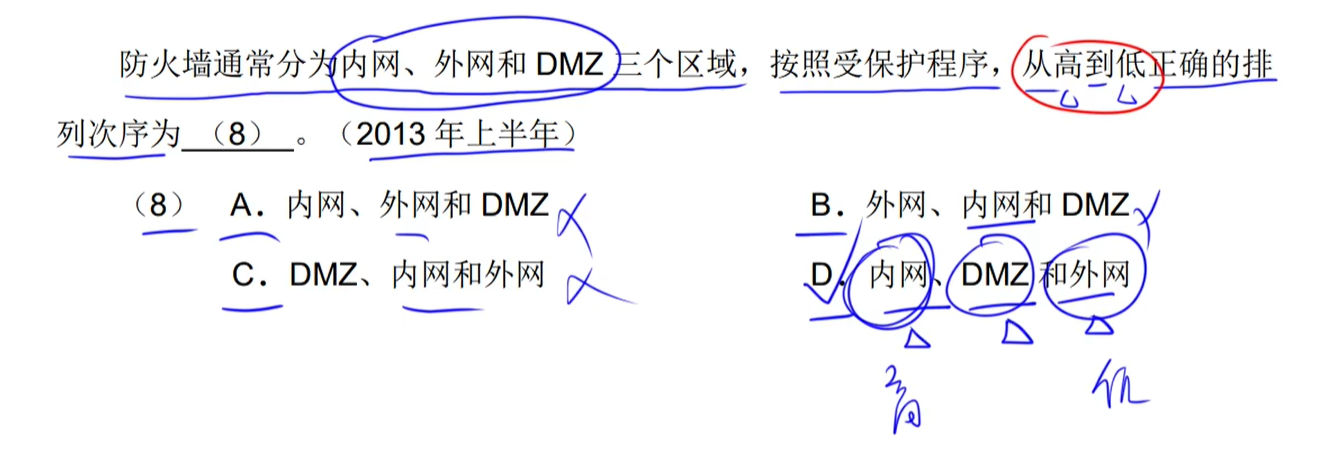 防火墙通常分为内网、外网和 DMZ 三个区域，按照受保护程序，从高到低正确的排
列次序为 （8） 。（2013 年上半年）
（8） A．内网、外网和 DMZ B．外网、内网和 DMZ
C．DMZ、内网和外网 D．内网、DMZ 和外网
高 低